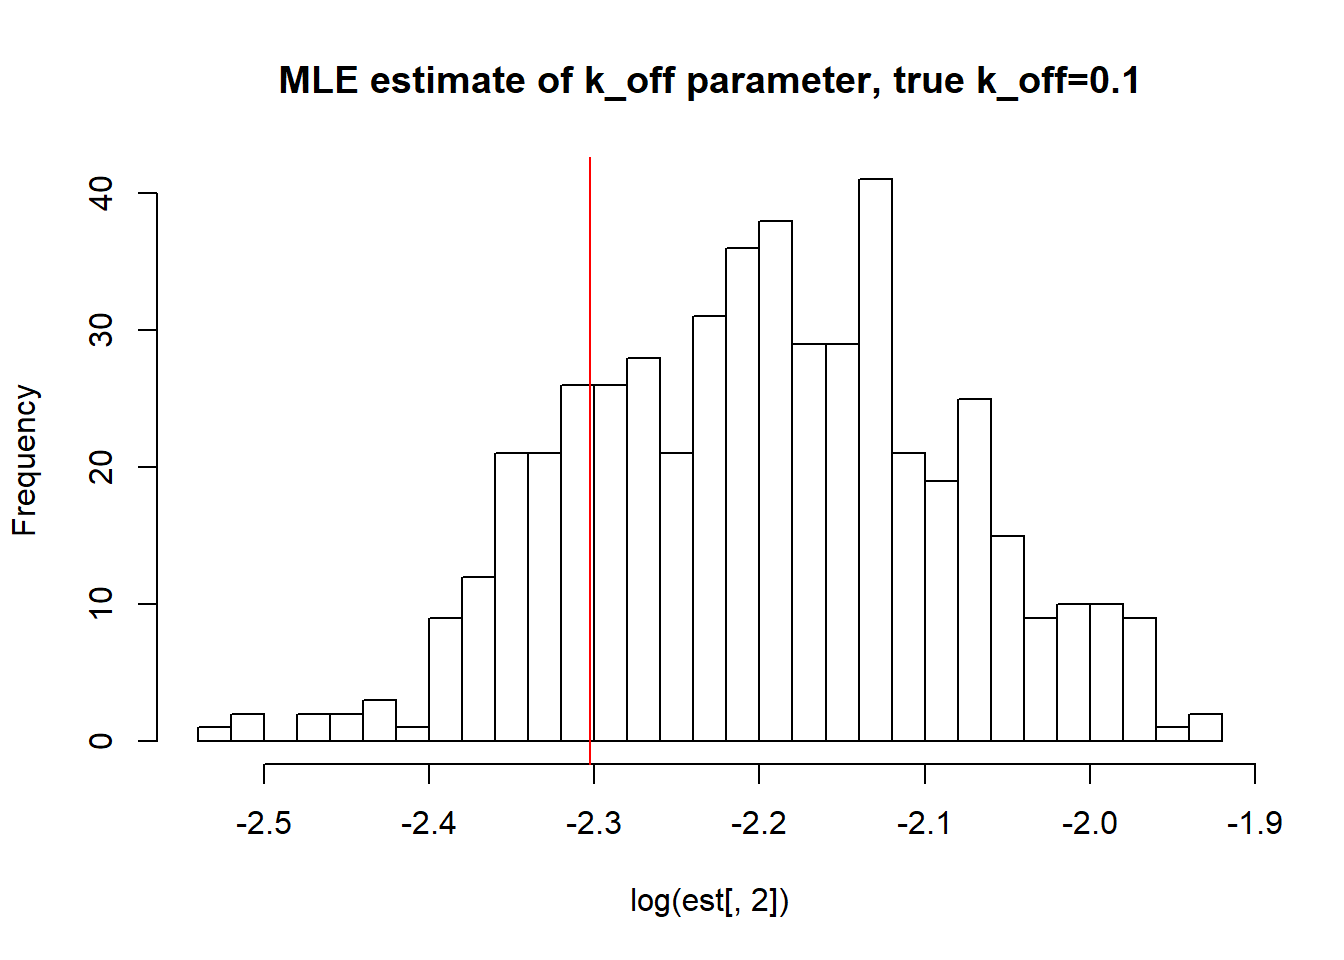 MLE estimate of k_off parameter, true k_off=0.1
Frequency
40
30
20
10
0
-2.5 -2.4 -2.3 -2.2 -2.1 -2.0 -1.9
log(est[, 2])